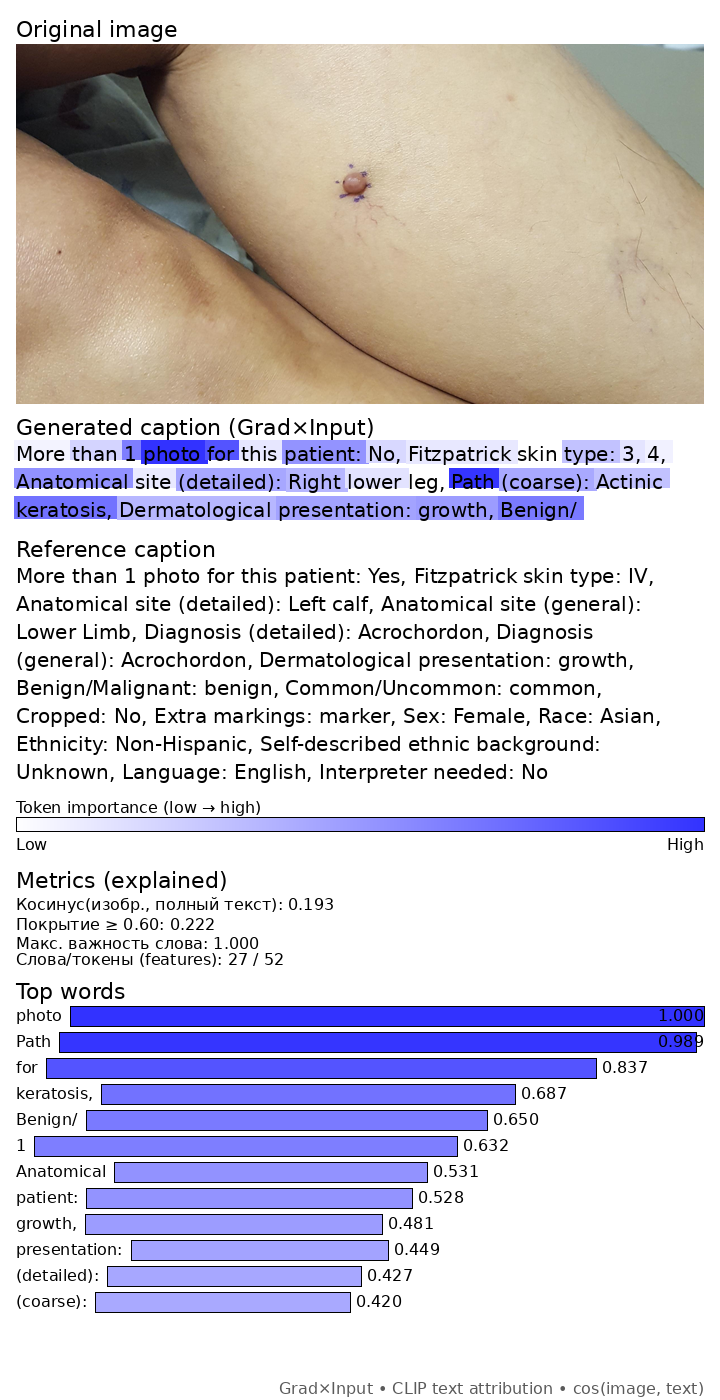 Original image
Generated caption (Grad×Input)
More than 1 photo for this patient: No, Fitzpatrick skin type: 3, 4,
Anatomical site (detailed): Right lower leg, Path (coarse): Actinic
keratosis, Dermatological presentation: growth, Benign/
Reference caption
More than 1 photo for this patient: Yes, Fitzpatrick skin type: IV,
Anatomical site (detailed): Left calf, Anatomical site (general):
Lower Limb, Diagnosis (detailed): Acrochordon, Diagnosis
(general): Acrochordon, Dermatological presentation: growth,
Benign/Malignant: benign, Common/Uncommon: common,
Cropped: No, Extra markings: marker, Sex: Female, Race: Asian,
Ethnicity: Non-Hispanic, Self-described ethnic background:
Unknown, Language: English, Interpreter needed: No
Token importance (low → high)
Low High
Metrics (explained)
Косинус(изобр., полный текст): 0.193
Покрытие ≥ 0.60: 0.222
Макс. важность слова: 1.000
Слова/токены (features): 27 / 52
Top words
photo 1.000
Path 0.989
for 0.837
keratosis, 0.687
Benign/ 0.650
1 0.632
Anatomical 0.531
patient: 0.528
growth, 0.481
presentation: 0.449
(detailed): 0.427
(coarse): 0.420
Grad×Input • CLIP text attribution • cos(image, text)